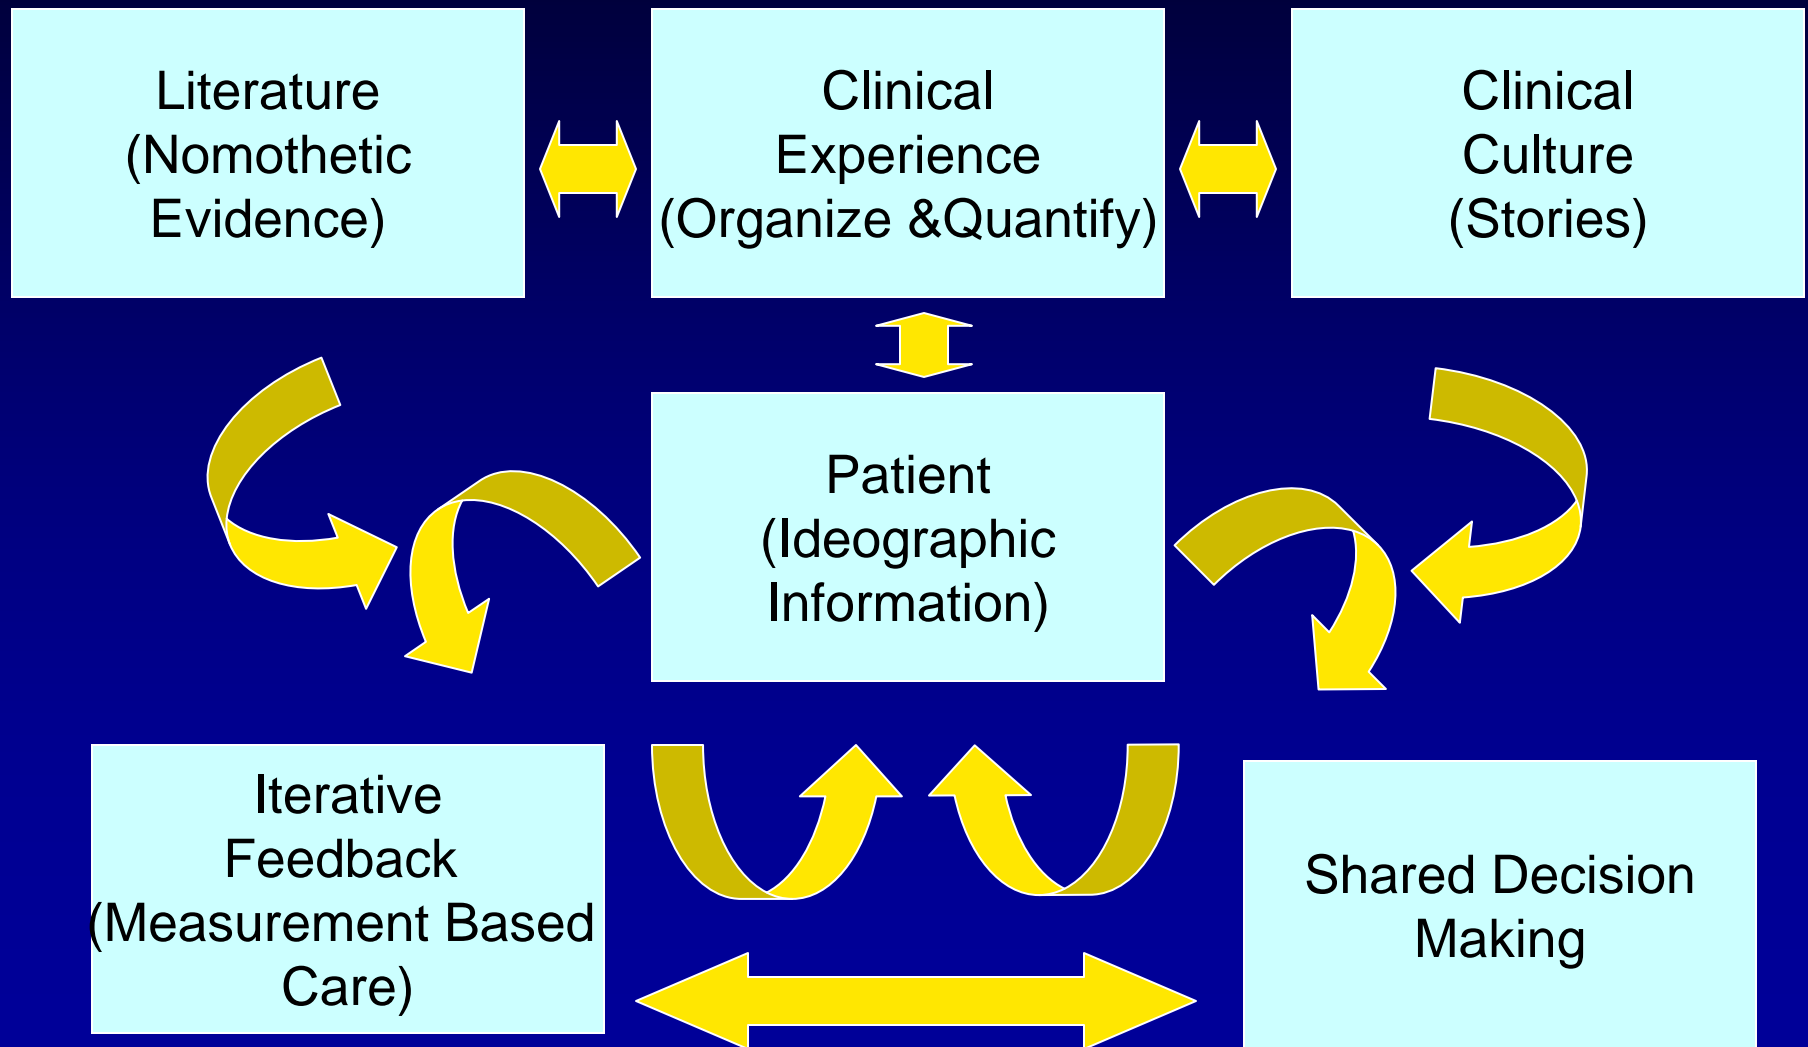 Literature
(Nomothetic
Evidence)
Clinical
Experience
(Organize &Quantify)
Clinical
Culture
(Stories)
Patient
(Ideographic
Information)
Iterative
Feedback
(Measurement Based
Care)
Shared Decision
Making